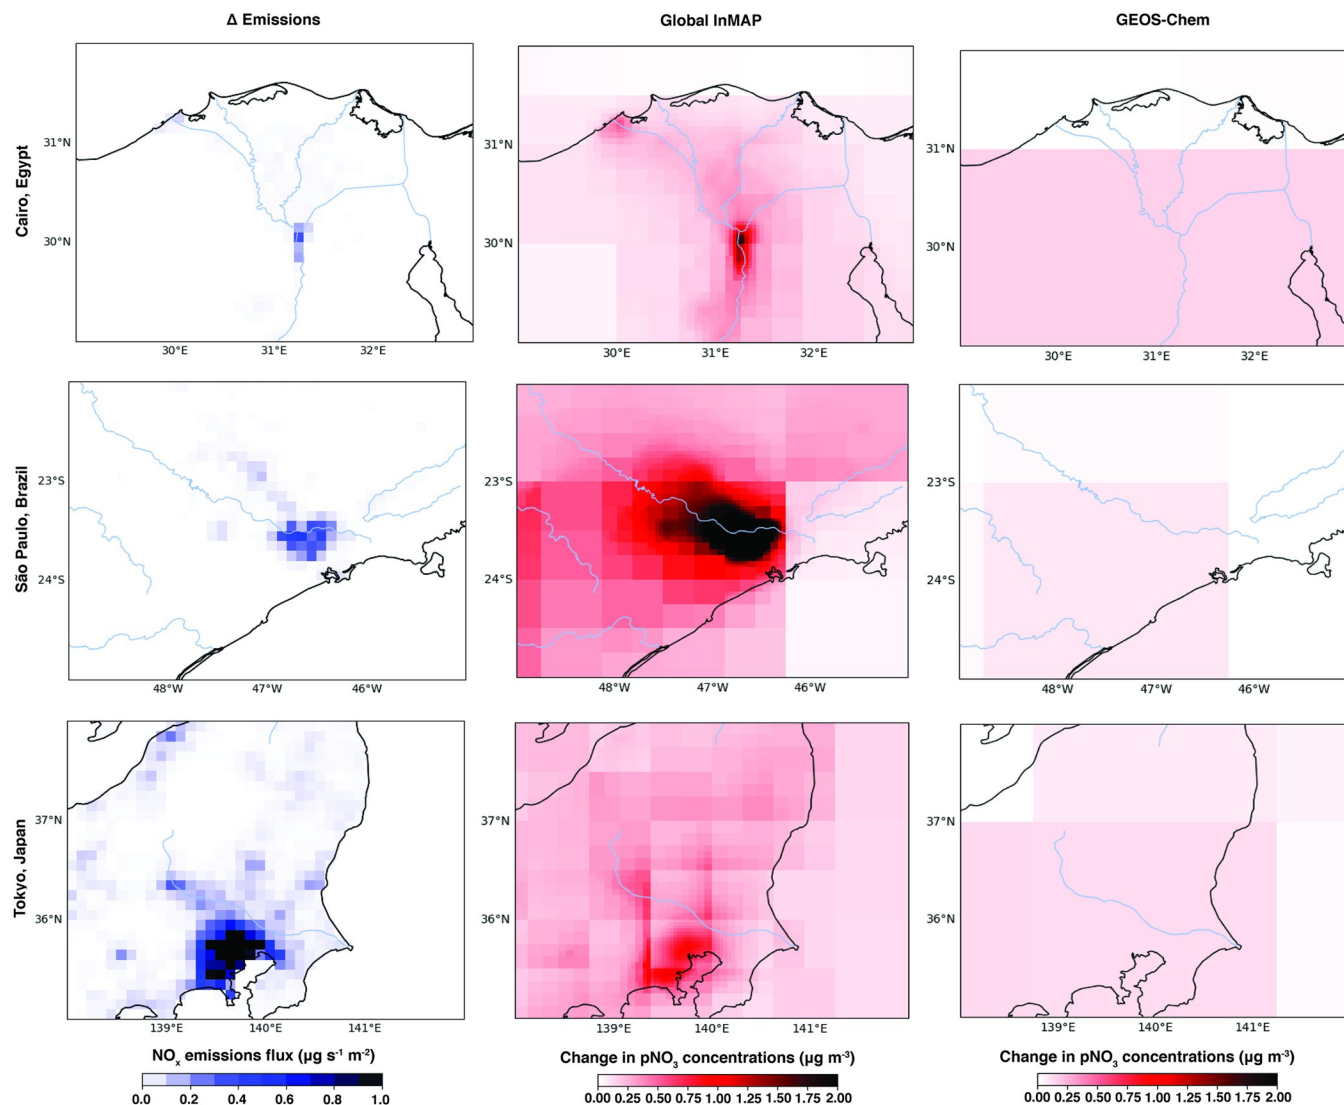 Δ Emissions
Global InMAP
GEOS-Chem
Cairo, Egypt
31°N
30°N
30°E
31°E
32°E
31°N
30°N
30°E
31°E
32°E
31°N
30°N
30°E
31°E
32°E
São Paulo, Brazil
23°S
24°S
48°W
47°W
46°W
23°S
24°S
48°W
47°W
46°W
23°S
24°S
48°W
47°W
46°W
Tokyo, Japan
37°N
36°N
139°E
140°E
141°E
37°N
36°N
139°E
140°E
141°E
37°N
36°N
139°E
140°E
141°E
NOₓ emissions flux (µg s⁻¹ m⁻²)
0.0 0.2 0.4 0.6 0.8 1.0
Change in pNO₃ concentrations (µg m⁻³)
0.00 0.25 0.50 0.75 1.00 1.25 1.50 1.75 2.00
Change in pNO₃ concentrations (µg m⁻³)
0.00 0.25 0.50 0.75 1.00 1.25 1.50 1.75 2.00